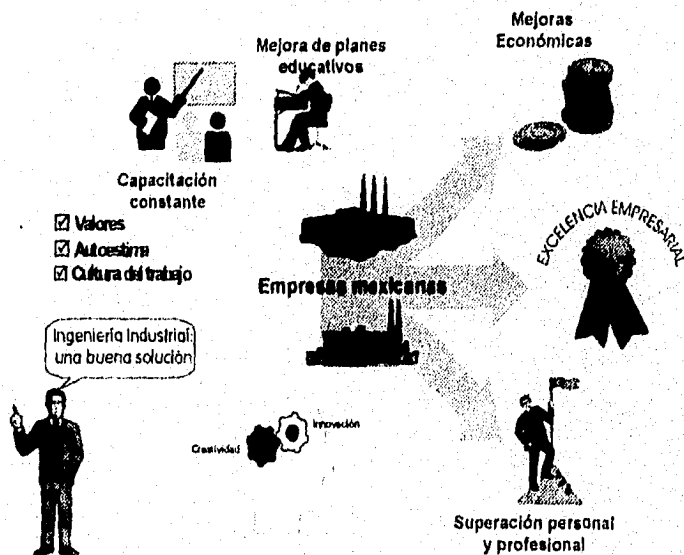 Mejora de planes
educativos
Mejoras
Económicas
Capacitación
constante
☑ Valores
☑ Autoestima
☑ Cultura del trabajo
Empresas mexicanas
EXCELENCIA EMPRESARIAL
Ingeniería Industrial:
una buena solución
Creatividad
Innovación
Superación personal
y profesional